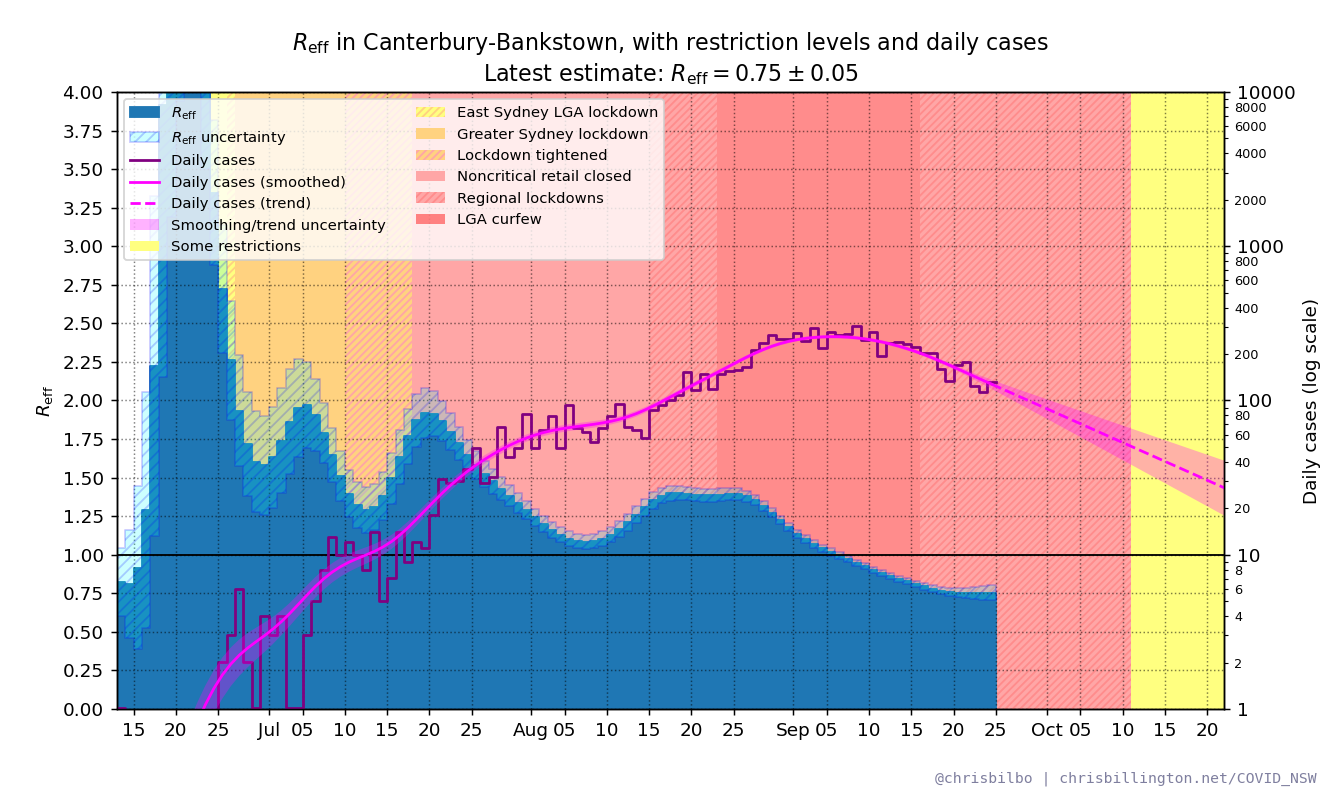 Reff in Canterbury-Bankstown, with restriction levels and daily cases
Latest estimate: Reff = 0.75 ± 0.05
Reff
Reff uncertainty
Daily cases
Daily cases (smoothed)
Daily cases (trend)
Smoothing/trend uncertainty
Some restrictions
East Sydney LGA lockdown
Greater Sydney lockdown
Lockdown tightened
Noncritical retail closed
Regional lockdowns
LGA curfew
Reff
4.00
3.75
3.50
3.25
3.00
2.75
2.50
2.25
2.00
1.75
1.50
1.25
1.00
0.75
0.50
0.25
0.00
10000
8000
6000
4000
2000
1000
800
600
400
200
100
80
60
40
20
10
8
6
4
2
1
Daily cases (log scale)
15 20 25 Jul 05 10 15 20 25 Aug 05 10 15 20 25 Sep 05 10 15 20 25 Oct 05 10 15 20
@chrisbilbo | chrisbillington.net/COVID_NSW